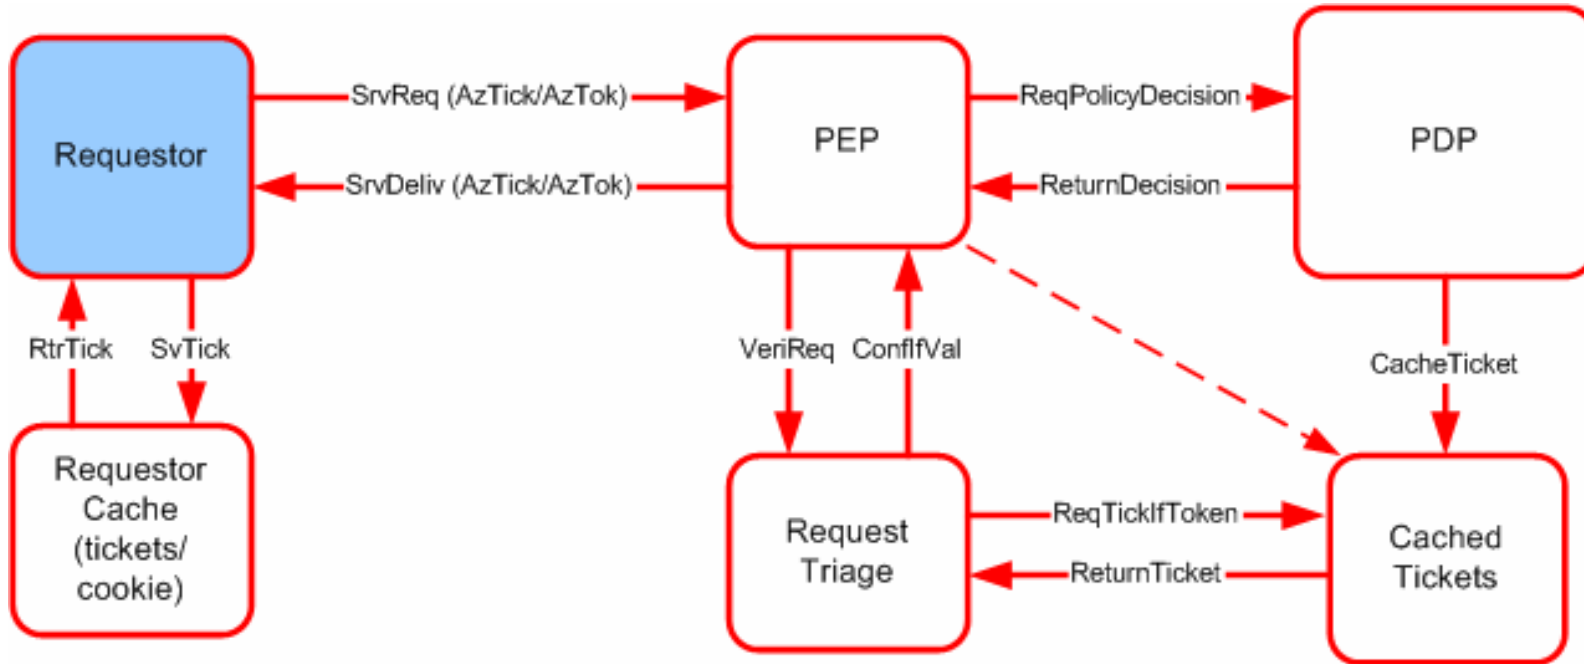 SrvReq (AzTick/AzTok)
ReqPolicyDecision
Requestor
PEP
PDP
SrvDeliv (AzTick/AzTok)
ReturnDecision
RtrTick
SvTick
VeriReq
ConfIfVal
CacheTicket
Requestor
Cache
(tickets/
cookie)
Request
Triage
ReqTickIfToken
ReturnTicket
Cached
Tickets